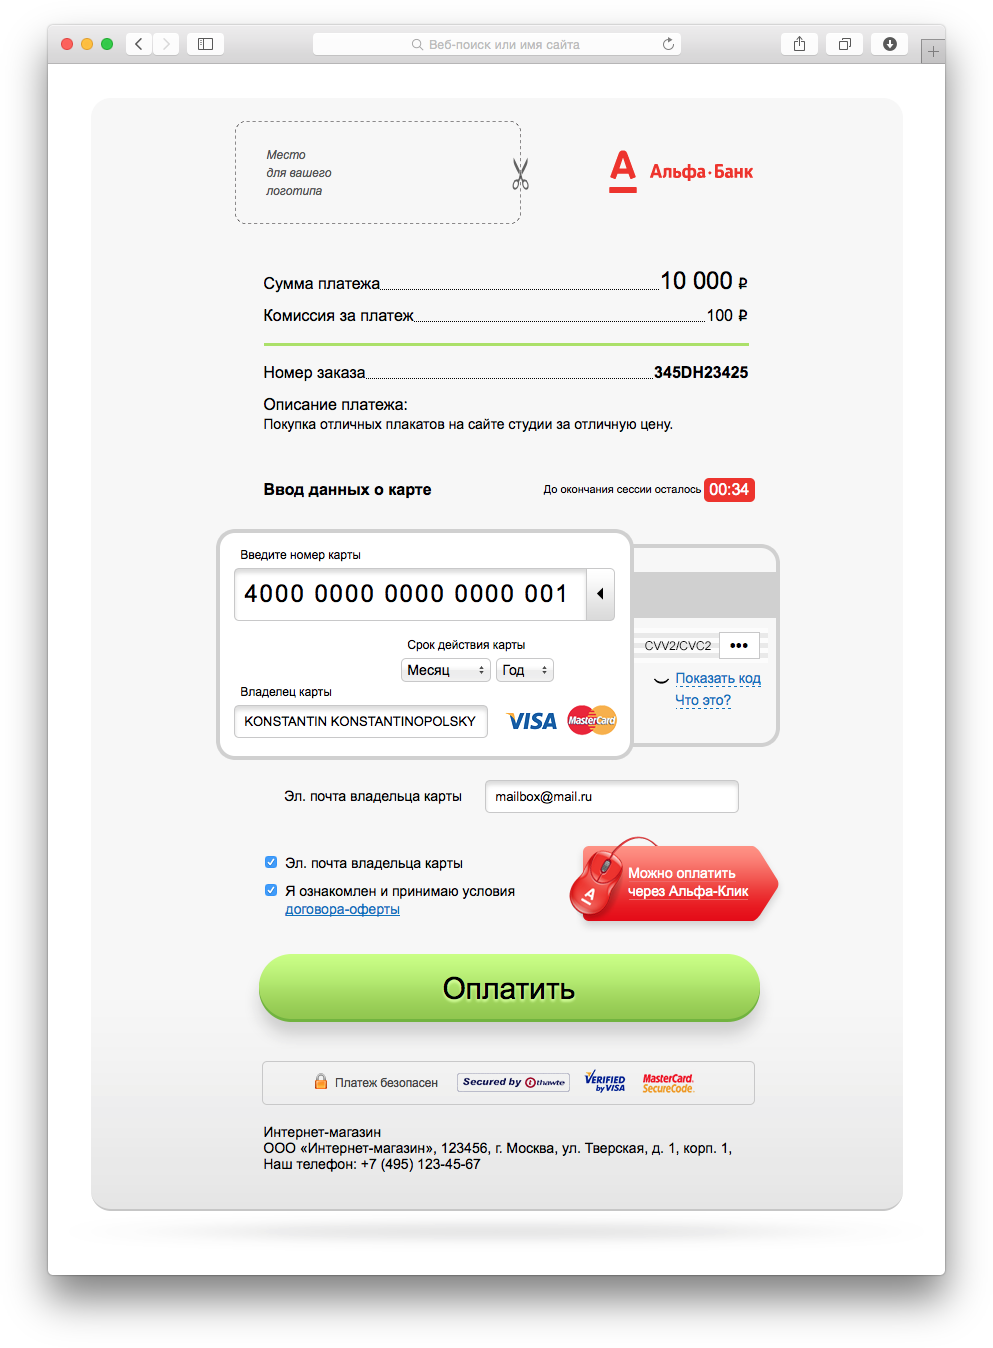 Веб-поиск или имя сайта
Место
для вашего
логотипа
А
Альфа·Банк
Сумма платежа 10 000 ₽
Комиссия за платеж 100 ₽
Номер заказа 345DH23425
Описание платежа:
Покупка отличных плакатов на сайте студии за отличную цену.
Ввод данных о карте
До окончания сессии осталось 00:34
Введите номер карты
4000 0000 0000 0000 001
Срок действия карты
Месяц Год
Владелец карты
KONSTANTIN KONSTANTINOPOLSKY
VISA MasterCard
CVV2/CVC2 •••
Показать код
Что это?
Эл. почта владельца карты mailbox@mail.ru
Эл. почта владельца карты
Я ознакомлен и принимаю условия
договора-оферты
А
Можно оплатить
через Альфа-Клик
Оплатить
Платеж безопасен
Secured by thawte
VERIFIED
by VISA
MasterCard.
SecureCode.
Интернет-магазин
ООО «Интернет-магазин», 123456, г. Москва, ул. Тверская, д. 1, корп. 1,
Наш телефон: +7 (495) 123-45-67